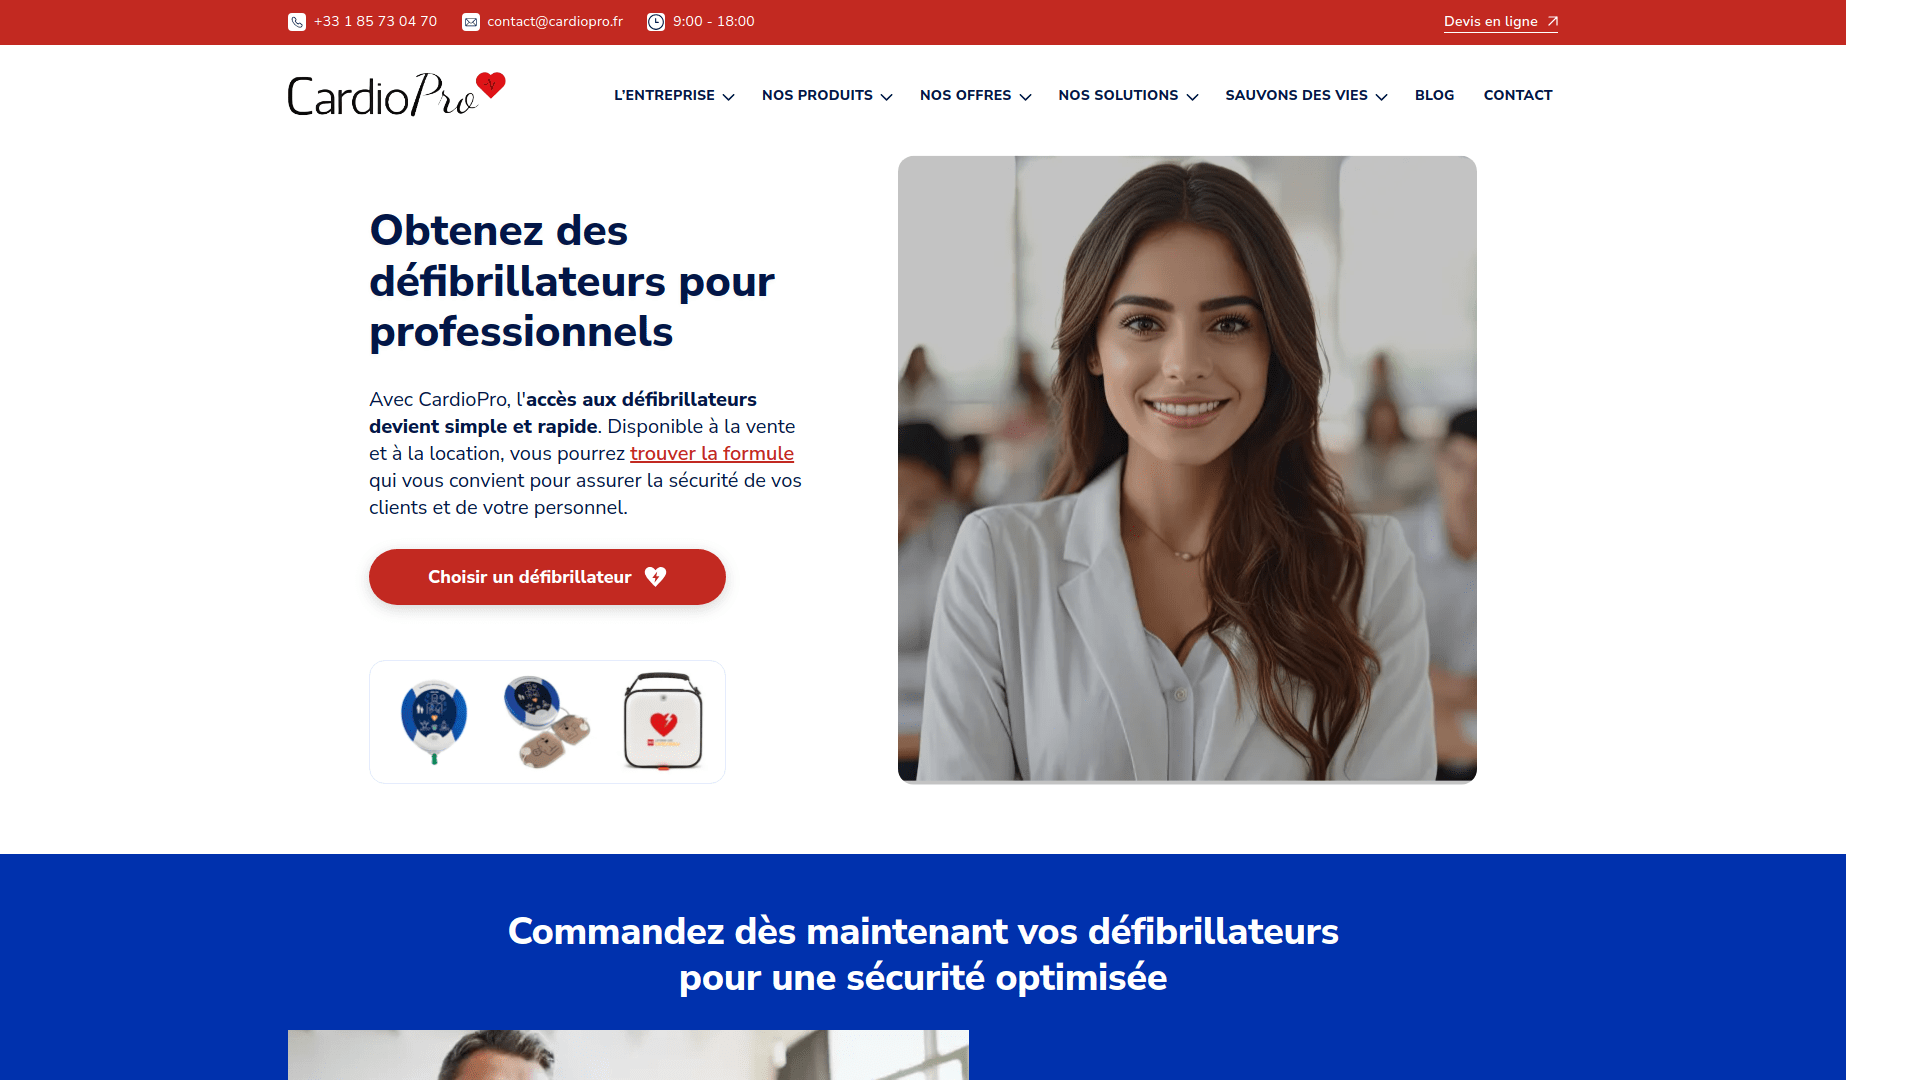 +33 1 85 73 04 70
contact@cardiopro.fr
9:00 - 18:00
Devis en ligne
CardioPro
L'ENTREPRISE
NOS PRODUITS
NOS OFFRES
NOS SOLUTIONS
SAUVONS DES VIES
BLOG
CONTACT
Obtenez des
défibrillateurs pour
professionnels
Avec CardioPro, l'accès aux défibrillateurs
devient simple et rapide. Disponible à la vente
et à la location, vous pourrez trouver la formule
qui vous convient pour assurer la sécurité de vos
clients et de votre personnel.
Choisir un défibrillateur
Commandez dès maintenant vos défibrillateurs
pour une sécurité optimisée